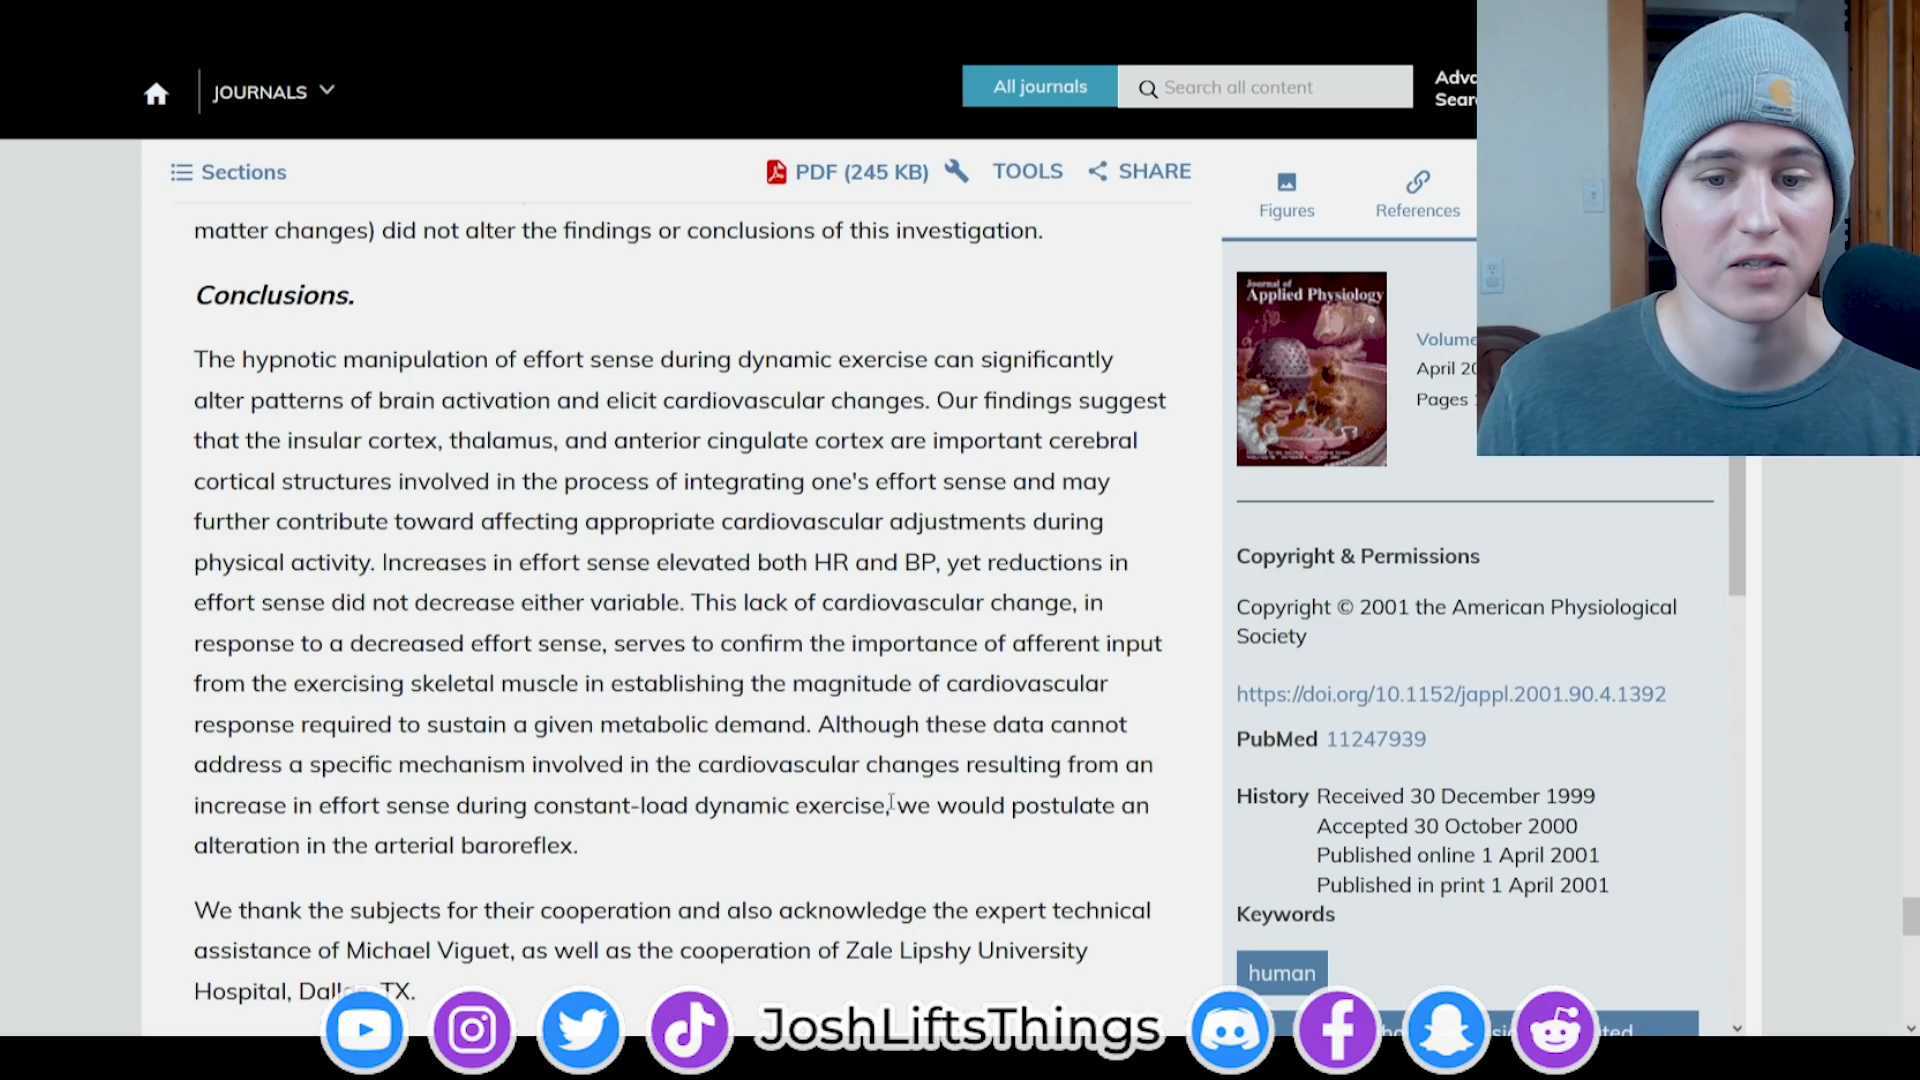 JOURNALS
All journals
Search all content
Sections
PDF (245 KB)
TOOLS
SHARE
Figures
References
matter changes) did not alter the findings or conclusions of this investigation.
Conclusions.
The hypnotic manipulation of effort sense during dynamic exercise can significantly
alter patterns of brain activation and elicit cardiovascular changes. Our findings suggest
that the insular cortex, thalamus, and anterior cingulate cortex are important cerebral
cortical structures involved in the process of integrating one's effort sense and may
further contribute toward affecting appropriate cardiovascular adjustments during
physical activity. Increases in effort sense elevated both HR and BP, yet reductions in
effort sense did not decrease either variable. This lack of cardiovascular change, in
response to a decreased effort sense, serves to confirm the importance of afferent input
from the exercising skeletal muscle in establishing the magnitude of cardiovascular
response required to sustain a given metabolic demand. Although these data cannot
address a specific mechanism involved in the cardiovascular changes resulting from an
increase in effort sense during constant-load dynamic exercise, we would postulate an
alteration in the arterial baroreflex.
We thank the subjects for their cooperation and also acknowledge the expert technical
assistance of Michael Viguet, as well as the cooperation of Zale Lipshy University
Hospital, Dallas, TX.
Journal of
Applied Physiology
Volume
April
Pages
Copyright & Permissions
Copyright © 2001 the American Physiological
Society
https://doi.org/10.1152/jappl.2001.90.4.1392
PubMed 11247939
History Received 30 December 1999
Accepted 30 October 2000
Published online 1 April 2001
Published in print 1 April 2001
Keywords
human
JoshLiftsThings